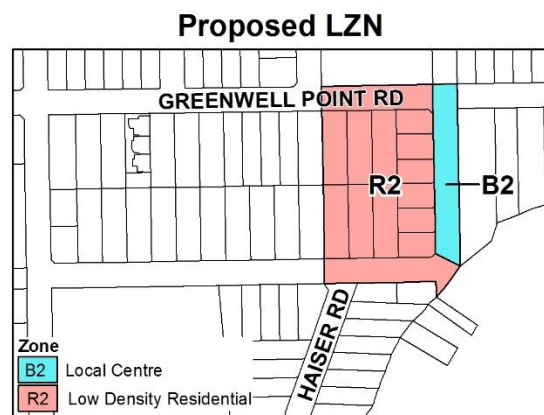 Proposed LZN
GREENWELL POINT RD
R2
B2
HAISER RD
Zone
B2 Local Centre
R2 Low Density Residential